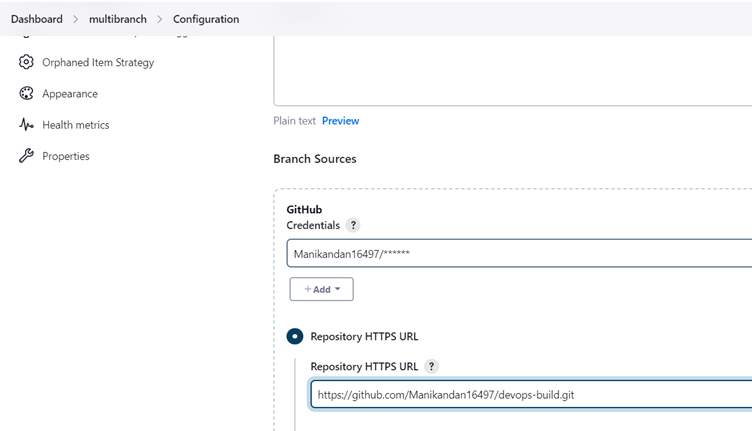 Dashboard > multibranch > Configuration
Orphaned Item Strategy
Appearance
Health metrics
Properties
Plain text Preview
Branch Sources
GitHub
Credentials ?
Manikandan16497/******
+ Add
Repository HTTPS URL
Repository HTTPS URL ?
https://github.com/Manikandan16497/devops-build.git